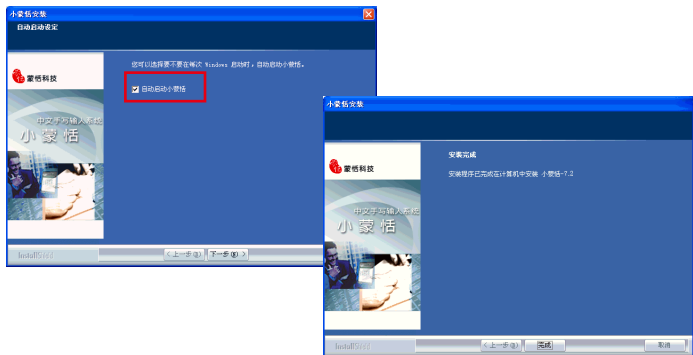 小蒙恬安装
自动启动设定
您可以选择要不要在每次 Windows 启动时，自动启动小蒙恬。
自动启动小蒙恬
蒙恬科技
中文手写输入系统
小蒙恬
InstallShield
<上一步(B)
下一步(N) >
小蒙恬安装
安装完成
安装程序已完成在计算机中安装 小蒙恬-7.2
蒙恬科技
中文手写输入系统
小蒙恬
InstallShield
<上一步(B)
完成
取消